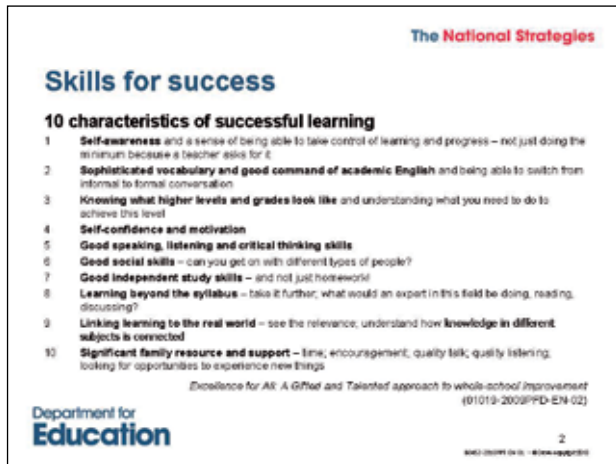 The National Strategies
Skills for success
10 characteristics of successful learning
1 Self-awareness and a sense of being able to take control of learning and progress – not just doing the
minimum because a teacher asks for it
2 Sophisticated vocabulary and good command of academic English and being able to switch from
informal to formal conversation
3 Knowing what higher levels and grades look like and understanding what you need to do to
achieve this level
4 Self-confidence and motivation
5 Good speaking, listening and critical thinking skills
6 Good social skills – can you get on with different types of people?
7 Good independent study skills – and not just homework!
8 Learning beyond the syllabus – take it further; what would an expert in this field be doing, reading,
discussing?
9 Linking learning to the real world – see the relevance; understand how knowledge in different
subjects is connected
10 Significant family resource and support – time; encouragement; quality talk; quality listening;
looking for opportunities to experience new things
Excellence for All: A Gifted and Talented approach to whole-school improvement
(01019-2009PFD-EN-02)
Department for
Education
2